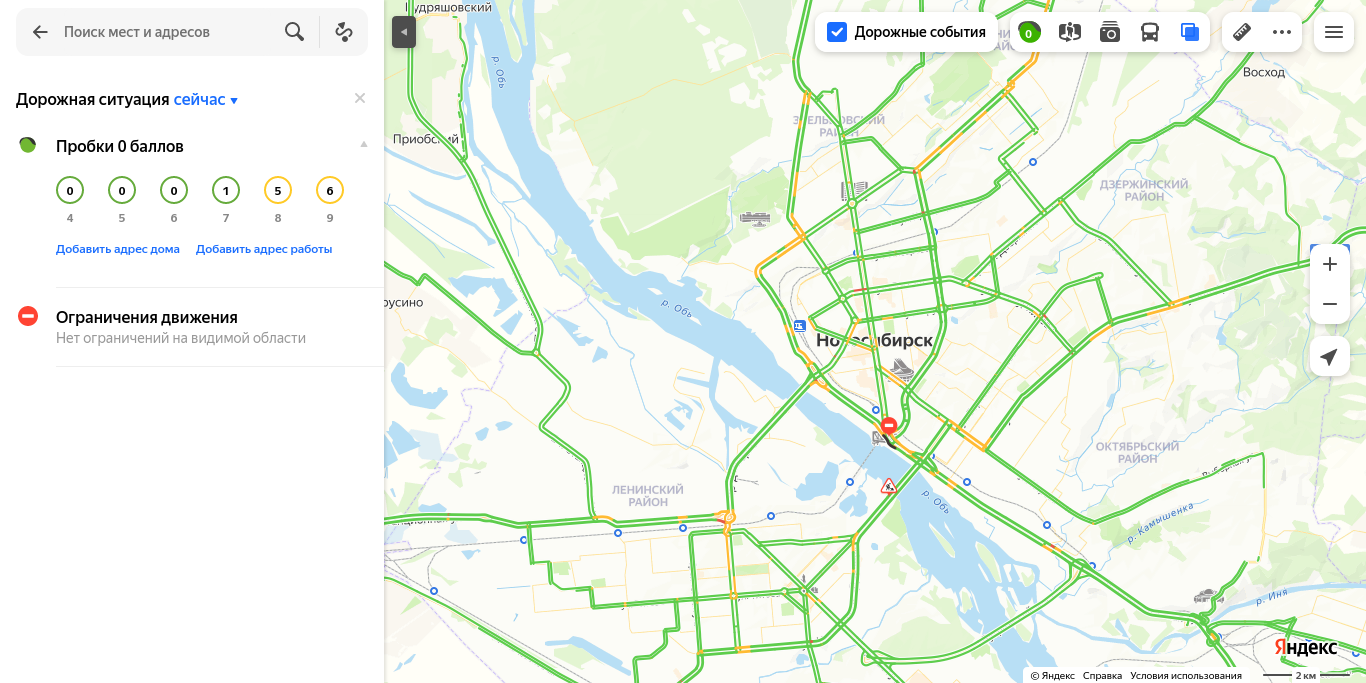 Поиск мест и адресов
Дорожная ситуация сейчас
Пробки 0 баллов
0 0 0 1 5 6
4 5 6 7 8 9
Добавить адрес дома Добавить адрес работы
Ограничения движения
Нет ограничений на видимой области
Дорожные события
0
р. Обь
Приобский
Восход
РАЙОН
ДЗЕРЖИНСКИЙ
РАЙОН
р. Обь
Новосибирск
ОКТЯБРЬСКИЙ
РАЙОН
ЛЕНИНСКИЙ
РАЙОН
р. Обь
р. Камышенка
р. Иня
Яндекс
© Яндекс Справка Условия использования 2 км